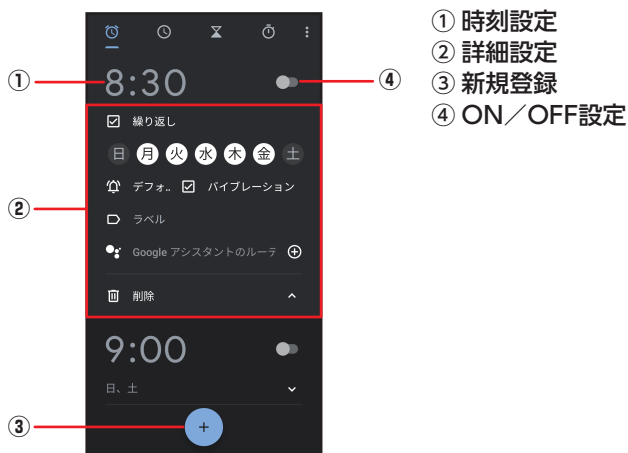 ① 8:30 ④
繰り返し
日 月 火 水 木 金 土
デフォ.. バイブレーション
②
ラベル
Google アシスタントのルーテ
削除
9:00
日、土
③ +
① 時刻設定
② 詳細設定
③ 新規登録
④ ON/OFF設定